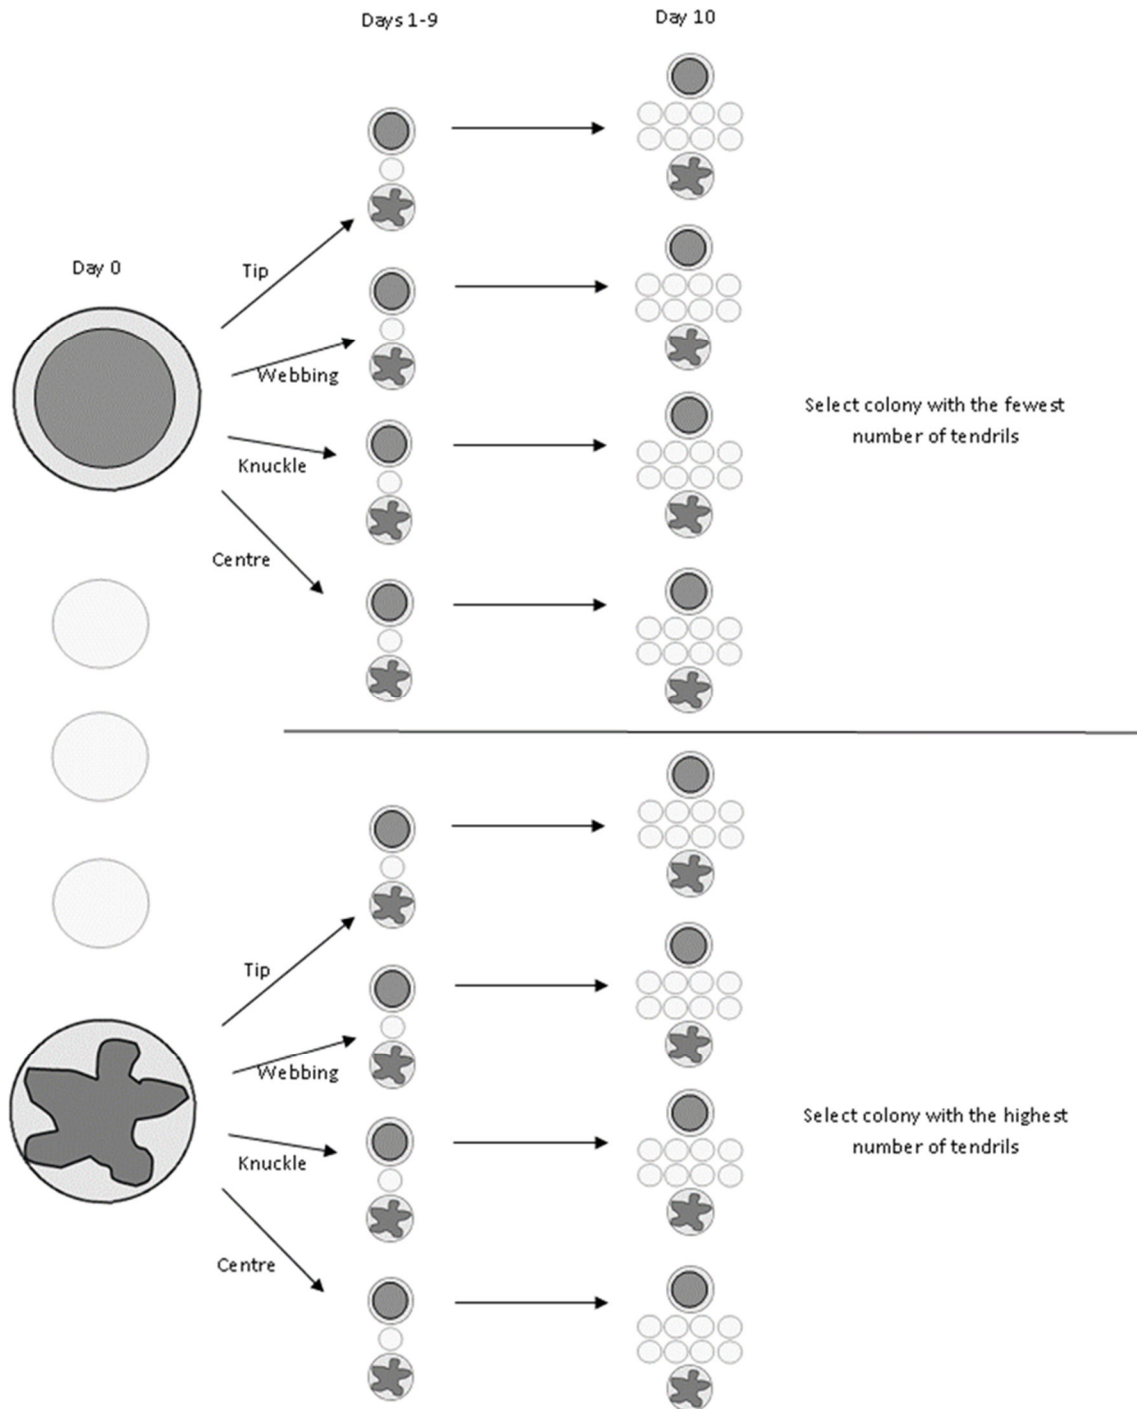 Days 1-9
Day 10
Day 0
Tip
Webbing
Knuckle
Centre
Select colony with the fewest
number of tendrils
Tip
Webbing
Knuckle
Centre
Select colony with the highest
number of tendrils